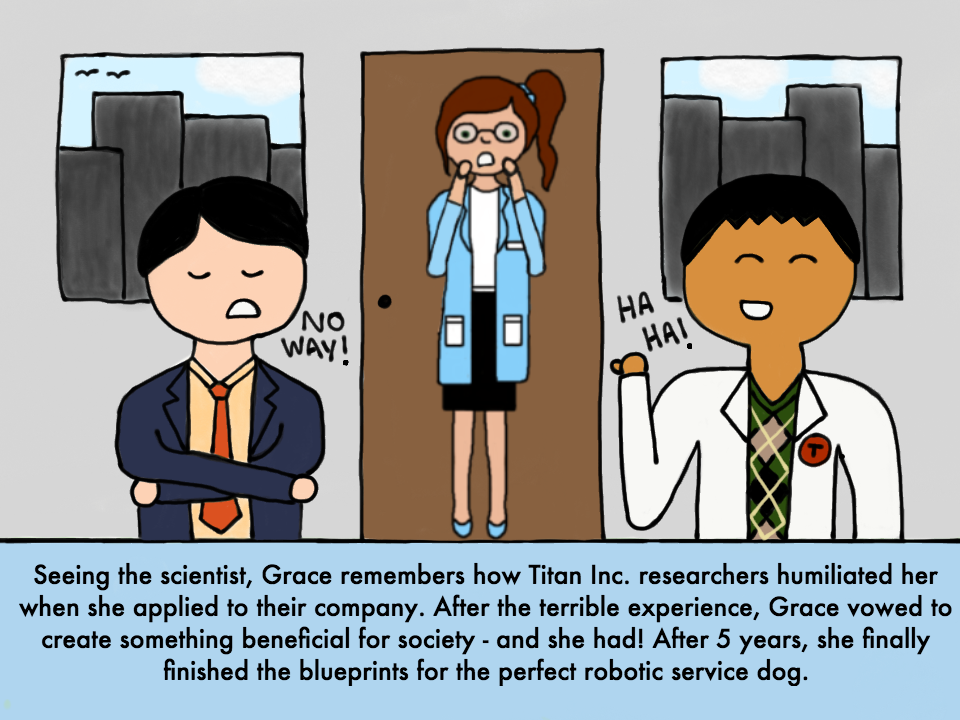 NO
WAY!
HA
HA!
T
Seeing the scientist, Grace remembers how Titan Inc. researchers humiliated her
when she applied to their company. After the terrible experience, Grace vowed to
create something beneficial for society - and she had! After 5 years, she finally
finished the blueprints for the perfect robotic service dog.